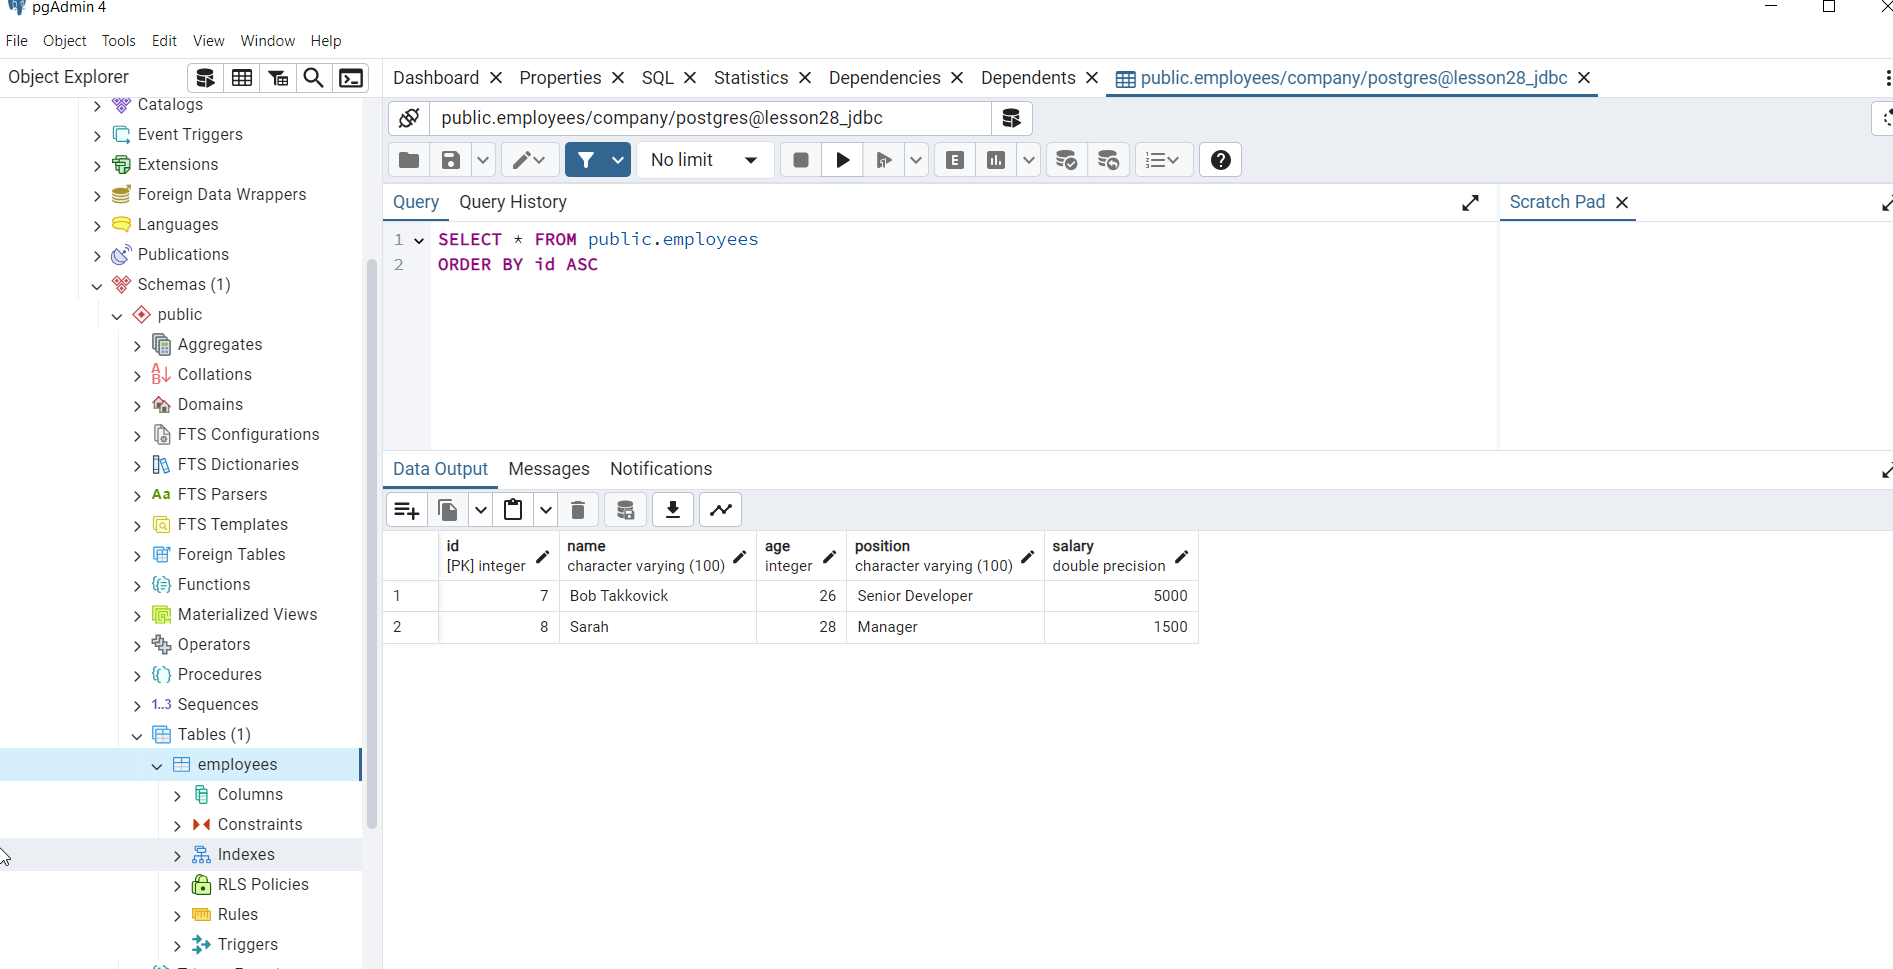 pgAdmin 4
File Object Tools Edit View Window Help
Object Explorer
Dashboard Properties SQL Statistics Dependencies Dependents public.employees/company/postgres@lesson28_jdbc
public.employees/company/postgres@lesson28_jdbc
No limit
E
Query Query History
Scratch Pad
1 SELECT * FROM public.employees
2 ORDER BY id ASC
Catalogs
Event Triggers
Extensions
Foreign Data Wrappers
Languages
Publications
Schemas (1)
public
Aggregates
Collations
Domains
FTS Configurations
FTS Dictionaries
Aa FTS Parsers
FTS Templates
Foreign Tables
Functions
Materialized Views
Operators
Procedures
1..3 Sequences
Tables (1)
employees
Columns
Constraints
Indexes
RLS Policies
Rules
Triggers
Data Output Messages Notifications
id name age position salary
[PK] integer character varying (100) integer character varying (100) double precision
1 7 Bob Takkovick 26 Senior Developer 5000
2 8 Sarah 28 Manager 1500